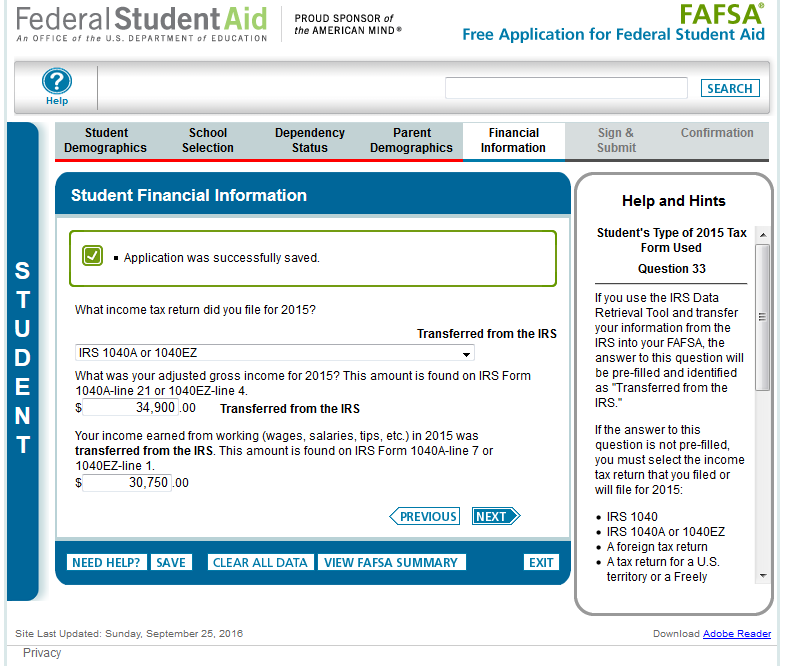 Federal Student Aid
An OFFICE of the U.S. DEPARTMENT of EDUCATION
PROUD SPONSOR of
the AMERICAN MIND®
FAFSA®
Free Application for Federal Student Aid
?
Help
SEARCH
Student
Demographics
School
Selection
Dependency
Status
Parent
Demographics
Financial
Information
Sign &
Submit
Confirmation
STUDENT
Student Financial Information
Application was successfully saved.
What income tax return did you file for 2015?
Transferred from the IRS
IRS 1040A or 1040EZ
What was your adjusted gross income for 2015? This amount is found on IRS Form
1040A-line 21 or 1040EZ-line 4.
$ 34,900 .00 Transferred from the IRS
Your income earned from working (wages, salaries, tips, etc.) in 2015 was
transferred from the IRS. This amount is found on IRS Form 1040A-line 7 or
1040EZ-line 1.
$ 30,750 .00
PREVIOUS
NEXT
NEED HELP?
SAVE
CLEAR ALL DATA
VIEW FAFSA SUMMARY
EXIT
Help and Hints
Student's Type of 2015 Tax
Form Used
Question 33
If you use the IRS Data
Retrieval Tool and transfer
your information from the
IRS into your FAFSA, the
answer to this question will
be pre-filled and identified
as "Transferred from the
IRS."
If the answer to this
question is not pre-filled,
you must select the income
tax return that you filed or
will file for 2015:
• IRS 1040
• IRS 1040A or 1040EZ
• A foreign tax return
• A tax return for a U.S.
territory or a Freely
Site Last Updated: Sunday, September 25, 2016
Download Adobe Reader
Privacy